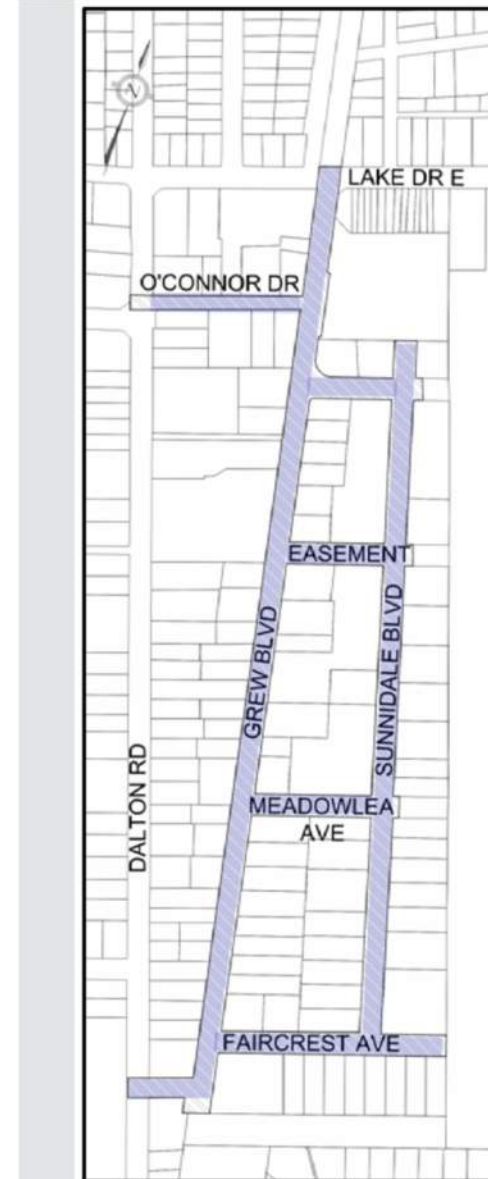 LAKE DR E
O'CONNOR DR
EASEMENT
GREW BLVD
SUNNIDALE BLVD
DALTON RD
MEADOWLEA
AVE
FAIRCREST AVE